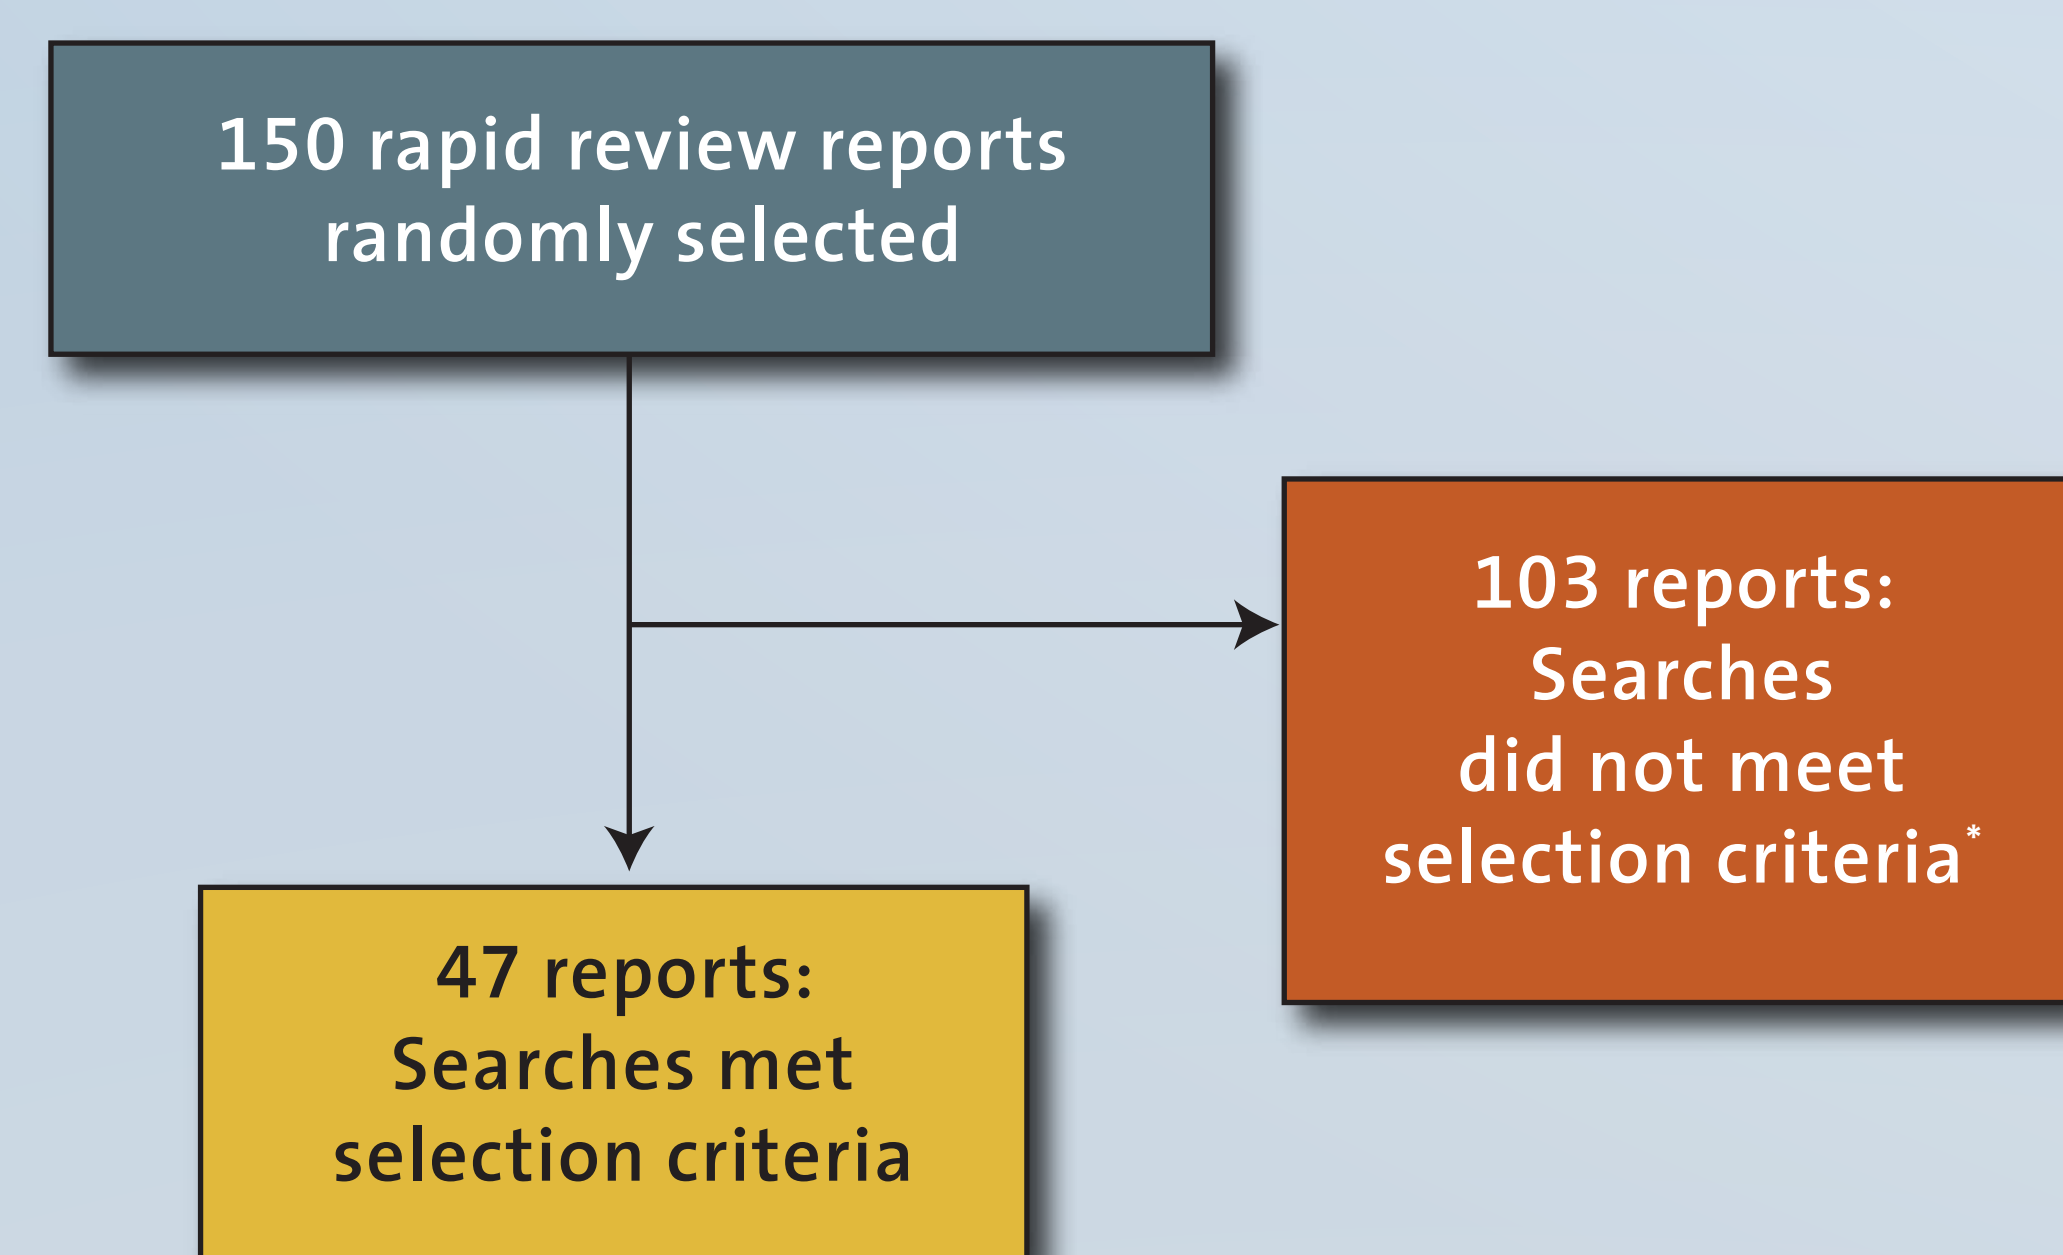 150 rapid review reports
randomly selected
103 reports:
Searches
did not meet
selection criteria*
47 reports:
Searches met
selection criteria